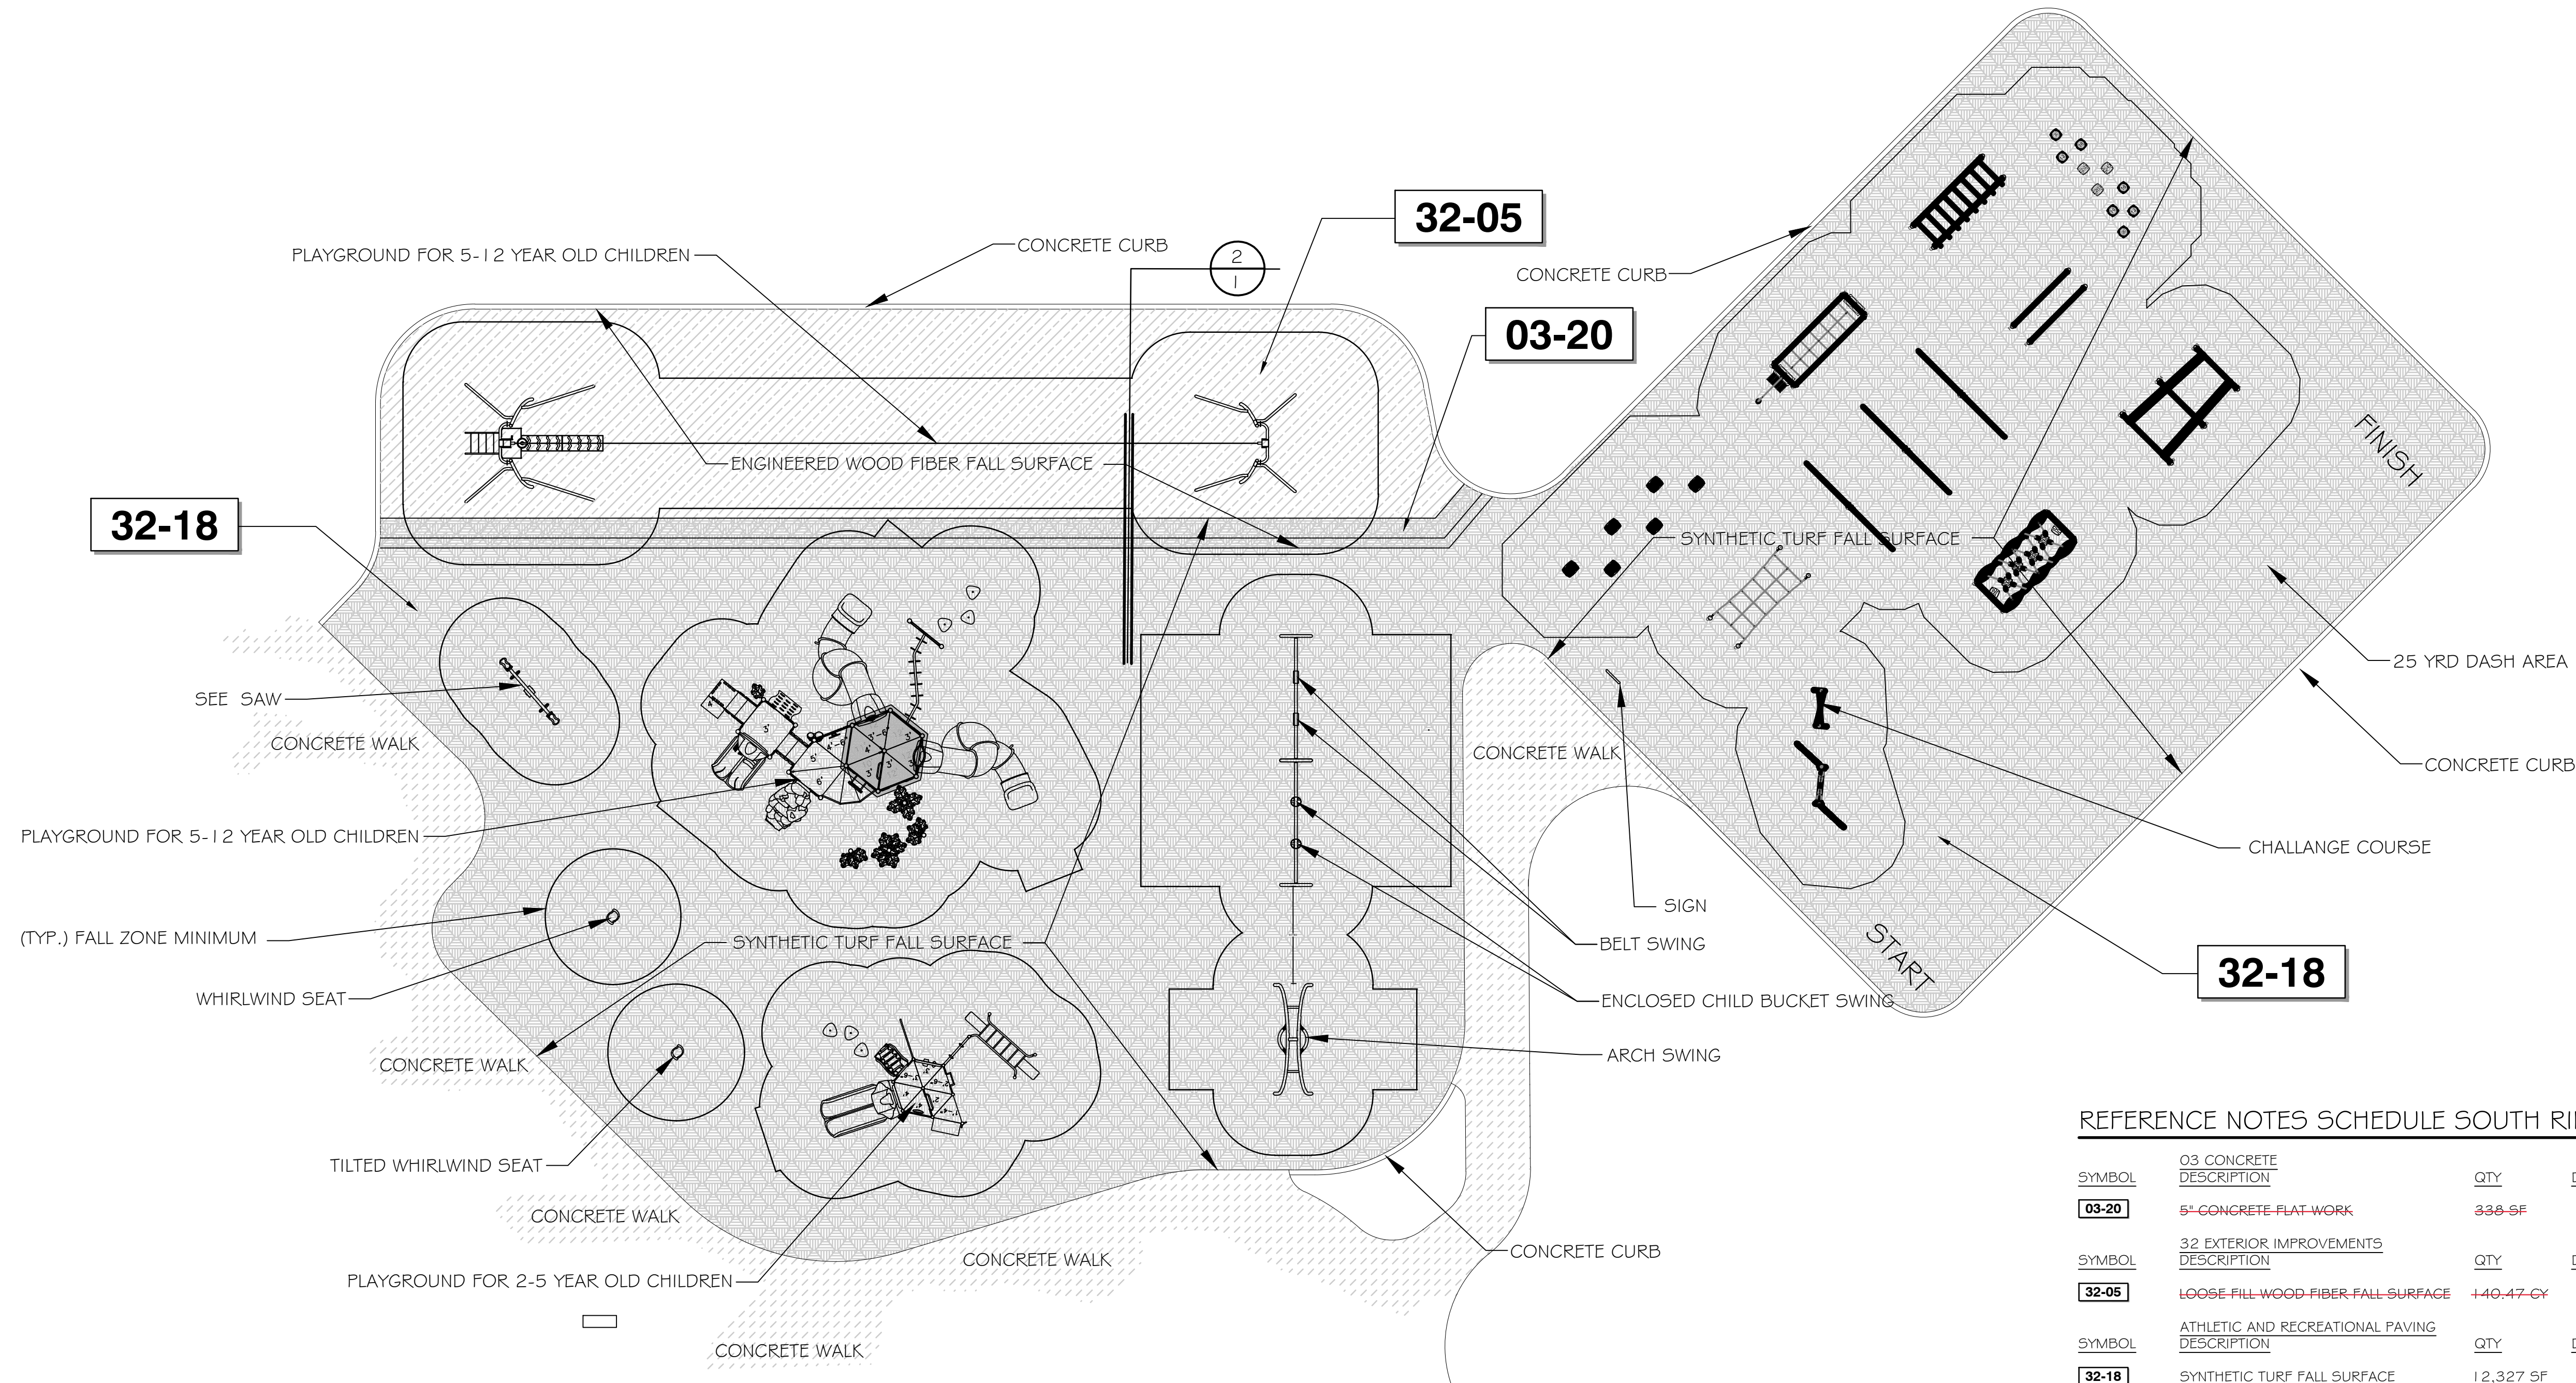 32-05
PLAYGROUND FOR 5-12 YEAR OLD CHILDREN
CONCRETE CURB
2
1
CONCRETE CURB
03-20
FINISH
ENGINEERED WOOD FIBER FALL SURFACE
32-18
SYNTHETIC TURF FALL SURFACE
25 YRD DASH AREA
SEE SAW
CONCRETE WALK
CONCRETE WALK
CONCRETE CURB
PLAYGROUND FOR 5-12 YEAR OLD CHILDREN
CHALLANGE COURSE
SIGN
(TYP.) FALL ZONE MINIMUM
SYNTHETIC TURF FALL SURFACE
BELT SWING
START
32-18
WHIRLWIND SEAT
ENCLOSED CHILD BUCKET SWING
CONCRETE WALK
ARCH SWING
TILTED WHIRLWIND SEAT
CONCRETE WALK
CONCRETE WALK
CONCRETE CURB
PLAYGROUND FOR 2-5 YEAR OLD CHILDREN
CONCRETE WALK
REFERENCE NOTES SCHEDULE SOUTH
03 CONCRETE
SYMBOL DESCRIPTION QTY
03-20 5" CONCRETE FLAT WORK 338 SF
32 EXTERIOR IMPROVEMENTS
SYMBOL DESCRIPTION QTY
32-05 LOOSE FILL WOOD FIBER FALL SURFACE 140.47 CY
ATHLETIC AND RECREATIONAL PAVING
SYMBOL DESCRIPTION QTY
32-18 SYNTHETIC TURF FALL SURFACE 12,327 SF